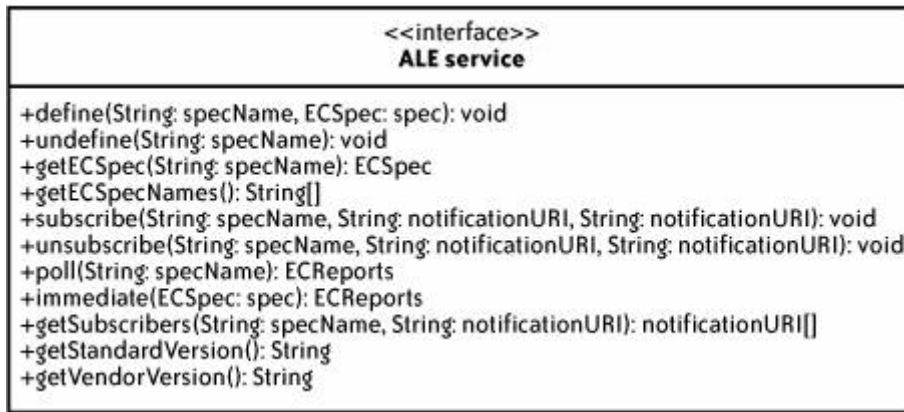 <<interface>>
ALE service
+define(String: specName, ECSpec: spec): void
+undefine(String: specName): void
+getECSpec(String: specName): ECSpec
+getECSpecNames(): String[]
+subscribe(String: specName, String: notificationURI, String: notificationURI): void
+unsubscribe(String: specName, String: notificationURI, String: notificationURI): void
+poll(String: specName): ECReports
+immediate(ECSpec: spec): ECReports
+getSubscribers(String: specName, String: notificationURI): notificationURI[]
+getStandardVersion(): String
+getVendorVersion(): String